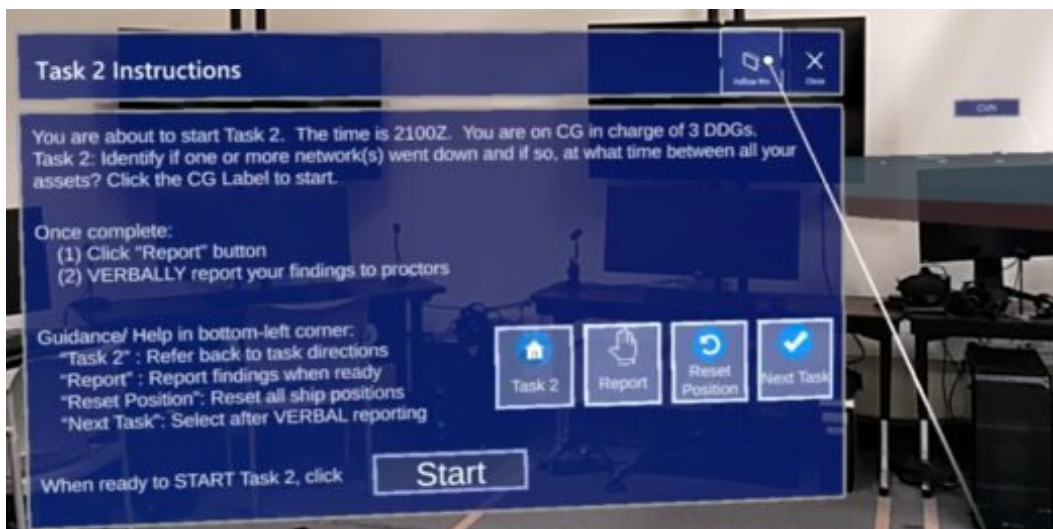 Task 2 Instructions
Follow Me
Close
CVN
You are about to start Task 2. The time is 2100Z. You are on CG in charge of 3 DDGs.
Task 2: Identify if one or more network(s) went down and if so, at what time between all your
assets? Click the CG Label to start.
Once complete:
(1) Click "Report" button
(2) VERBALLY report your findings to proctors
Guidance/ Help in bottom-left corner:
"Task 2" : Refer back to task directions
"Report" : Report findings when ready
"Reset Position": Reset all ship positions
"Next Task": Select after VERBAL reporting
Task 2
Report
Reset
Position
Next Task
When ready to START Task 2, click
Start